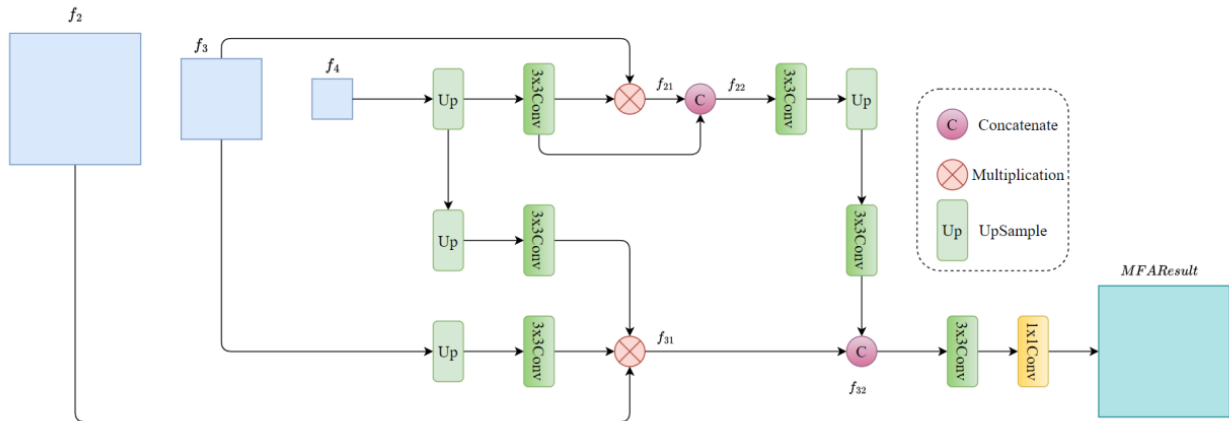 f2
f3
f4
Up
3x3Conv
f21
C
f22
3x3Conv
Up
C
Concatenate
Multiplication
Up
UpSample
Up
3x3Conv
3x3Conv
MFAResult
Up
3x3Conv
f31
C
f32
3x3Conv
1x1Conv